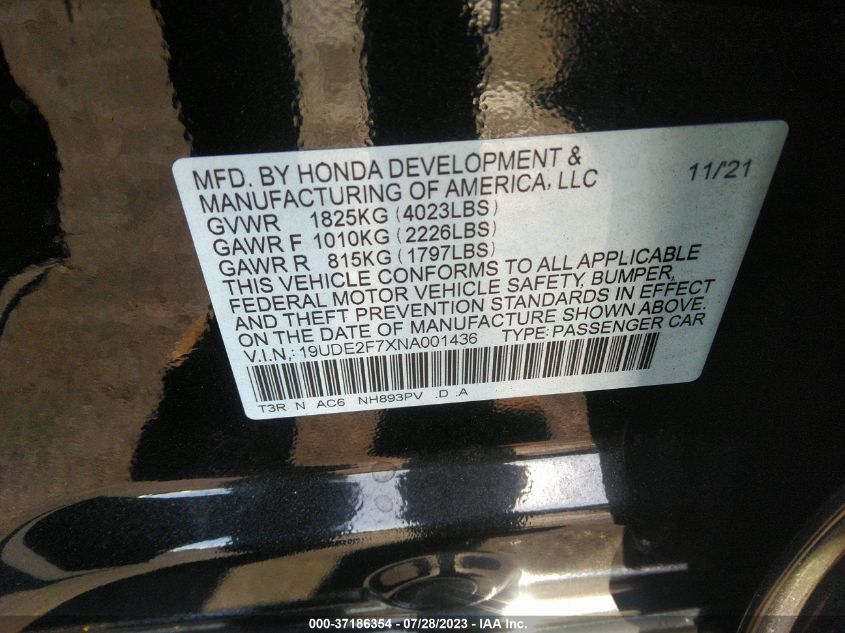 MFD. BY HONDA DEVELOPMENT & 11/'21
MANUFACTURING OF AMERICA, LLC
GVWR 1825KG (4023LBS)
GAWR F 1010KG (2226LBS)
GAWR R 815KG (1797LBS)
THIS VEHICLE CONFORMS TO ALL APPLICABLE
FEDERAL MOTOR VEHICLE SAFETY, BUMPER,
AND THEFT PREVENTION STANDARDS IN EFFECT
ON THE DATE OF MANUFACTURE SHOWN ABOVE.
V.I.N.: 19UDE2F7XNA001436 TYPE: PASSENGER CAR
T3R N AC6 NH893PV .D .A
000-37186354 / 07/28/2023 - IAA Inc.